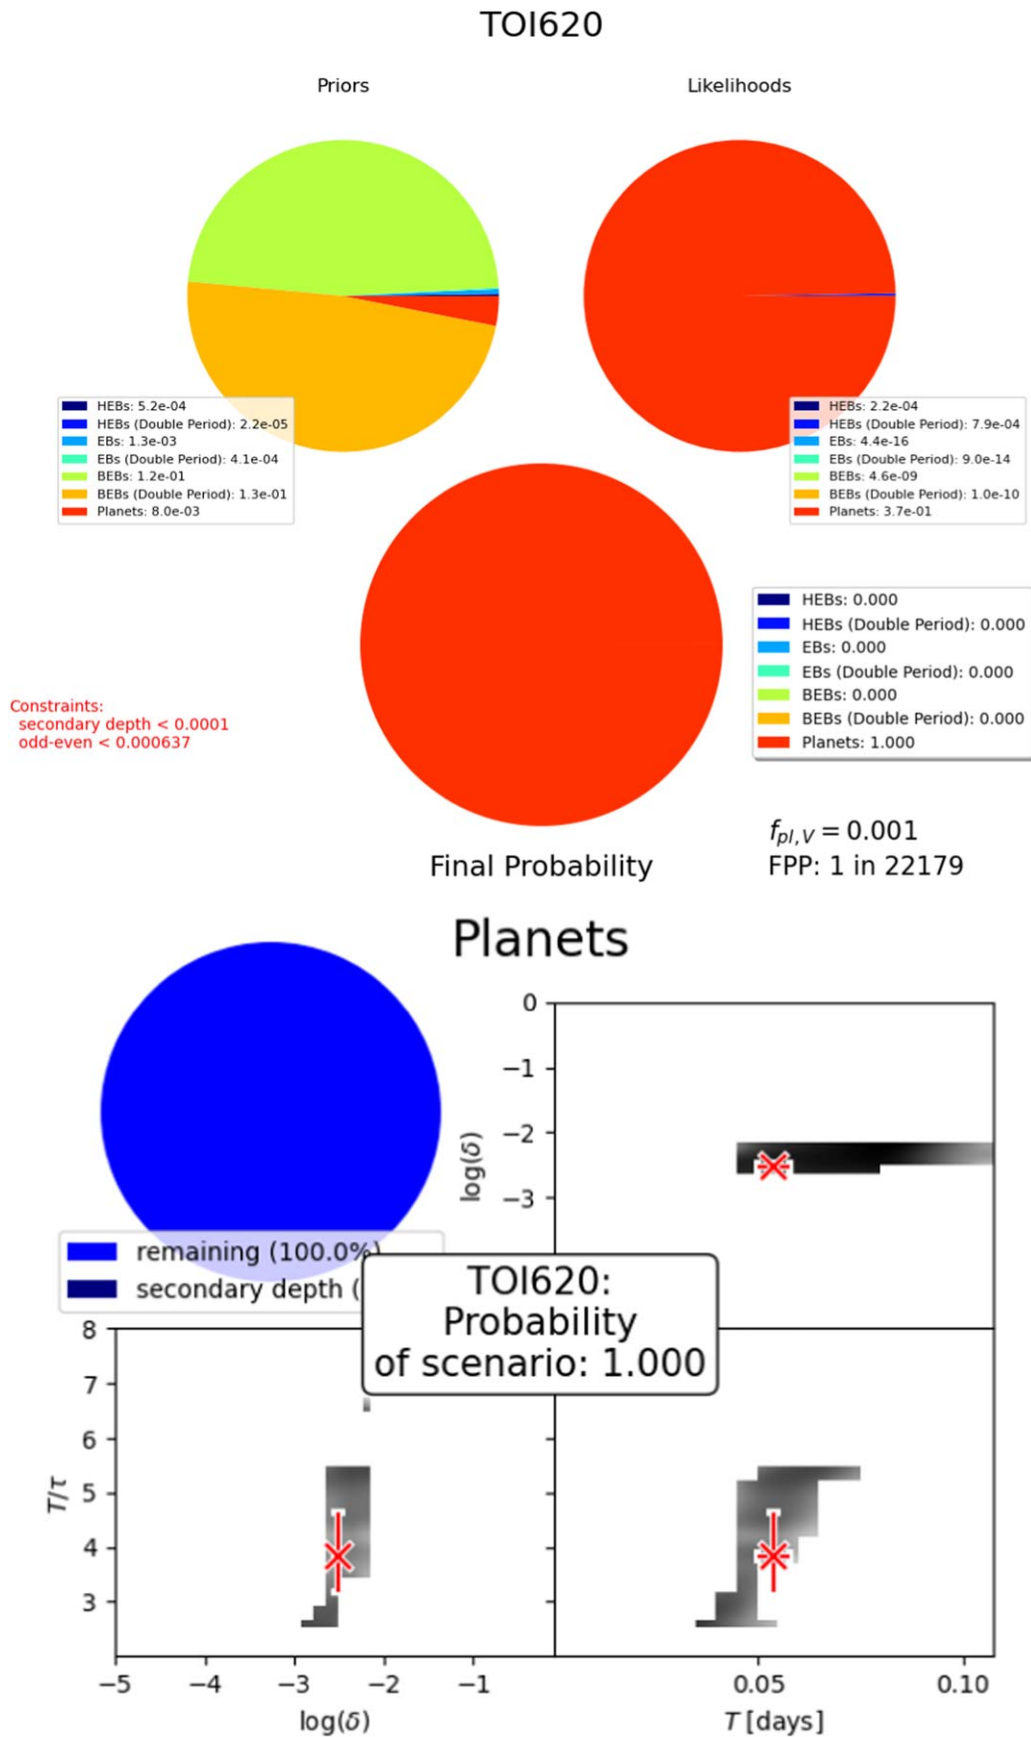 TOI620
Priors
Likelihoods
HEBs: 5.2e-04
HEBs (Double Period): 2.2e-05
EBs: 1.3e-03
EBs (Double Period): 4.1e-04
BEBs: 1.2e-01
BEBs (Double Period): 1.3e-01
Planets: 8.0e-03
HEBs: 2.2e-04
HEBs (Double Period): 7.9e-04
EBs: 4.4e-16
EBs (Double Period): 9.0e-14
BEBs: 4.6e-09
BEBs (Double Period): 1.0e-10
Planets: 3.7e-01
HEBs: 0.000
HEBs (Double Period): 0.000
EBs: 0.000
EBs (Double Period): 0.000
BEBs: 0.000
BEBs (Double Period): 0.000
Planets: 1.000
Constraints:
secondary depth < 0.0001
odd-even < 0.000637
f_{pl,V} = 0.001
FPP: 1 in 22179
Final Probability
Planets
0
−1
−2
−3
log(δ)
remaining (100.0%)
secondary depth (
TOI620:
Probability
of scenario: 1.000
8
7
6
5
4
3
T/τ
−5 −4 −3 −2 −1
log(δ)
0.05 0.10
T [days]